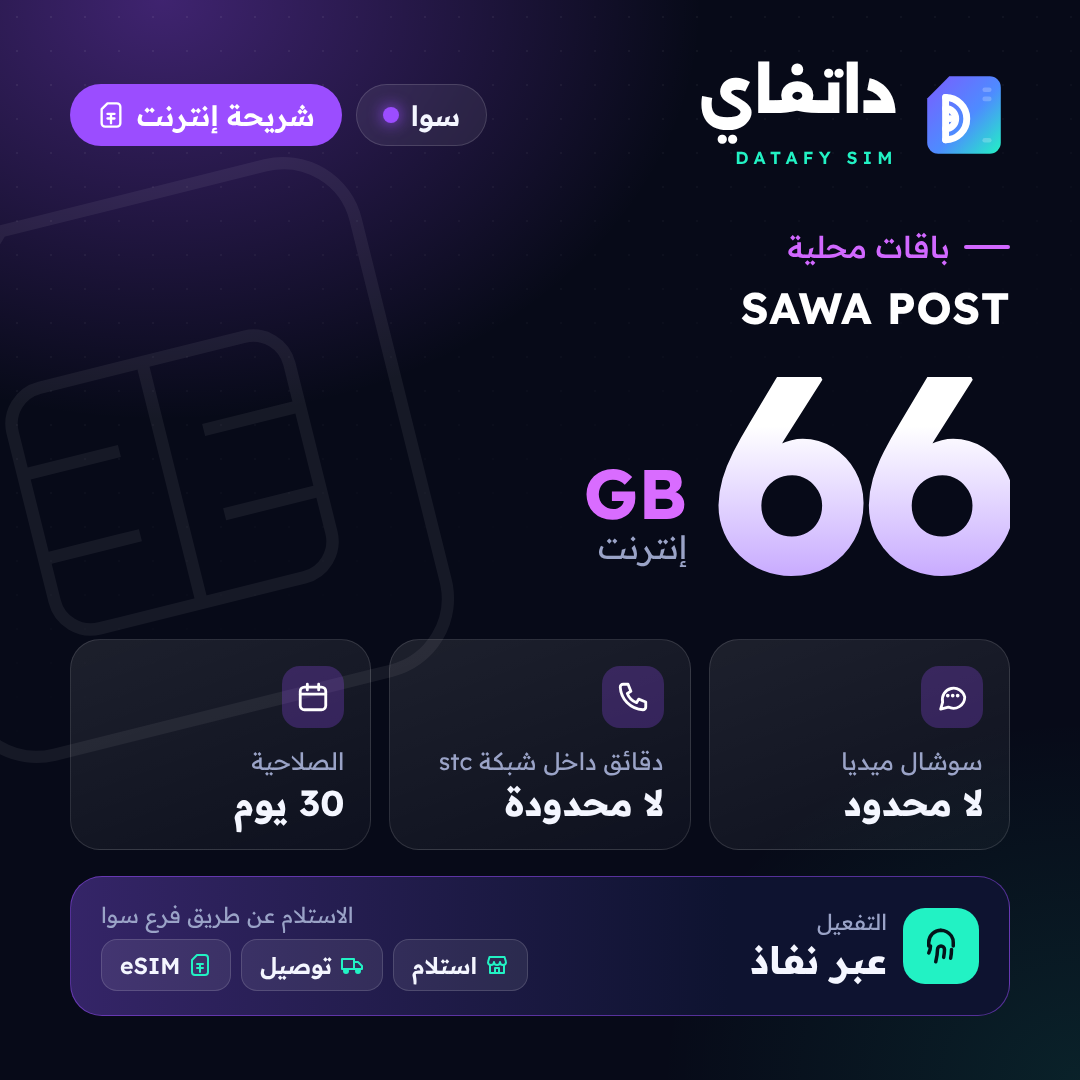 داتفاي
DATAFY SIM
سوا
شريحة إنترنت
باقات محلية
SAWA POST
66
GB
إنترنت
سوشال ميديا
لا محدود
دقائق داخل شبكة stc
لا محدودة
الصلاحية
30 يوم
التفعيل
عبر نفاذ
الاستلام عن طريق فرع سوا
استلام
توصيل
eSIM